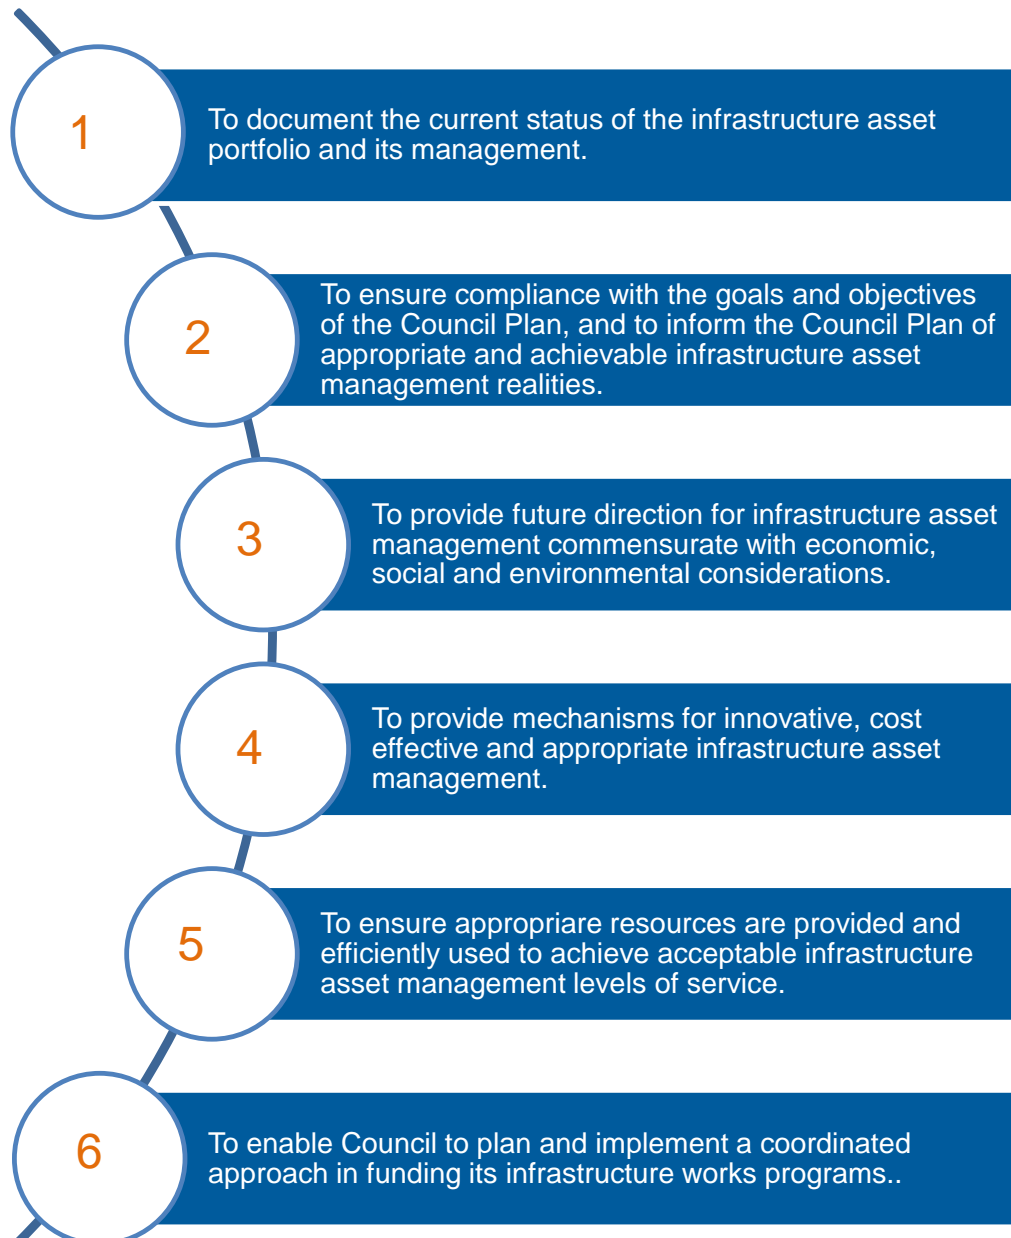 1
To document the current status of the infrastructure asset
portfolio and its management.
2
To ensure compliance with the goals and objectives
of the Council Plan, and to inform the Council Plan of
appropriate and achievable infrastructure asset
management realities.
3
To provide future direction for infrastructure asset
management commensurate with economic,
social and environmental considerations.
4
To provide mechanisms for innovative, cost
effective and appropriate infrastructure asset
management.
5
To ensure appropriare resources are provided and
efficiently used to achieve acceptable infrastructure
asset management levels of service.
6
To enable Council to plan and implement a coordinated
approach in funding its infrastructure works programs..